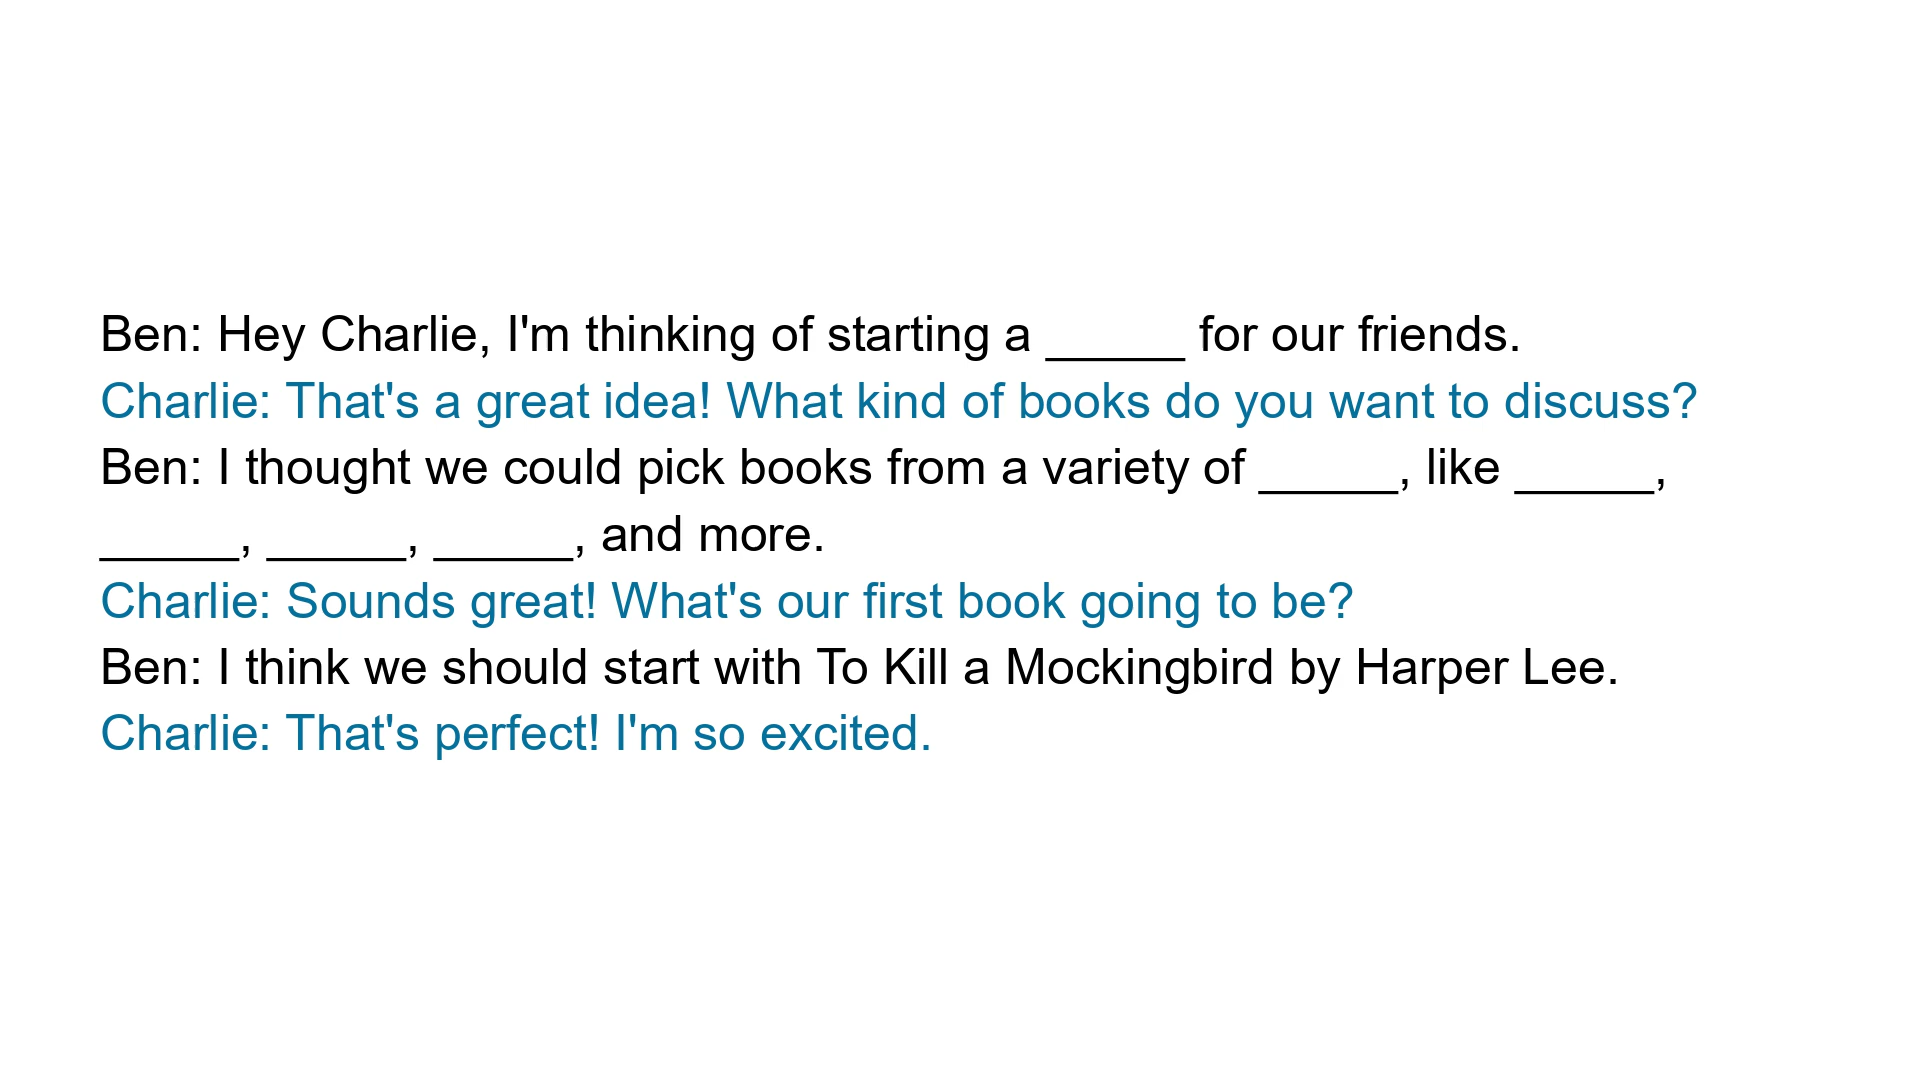 Ben: Hey Charlie, I'm thinking of starting a _____ for our friends.
Charlie: That's a great idea! What kind of books do you want to discuss?
Ben: I thought we could pick books from a variety of _____, like _____,
_____, _____, _____, and more.
Charlie: Sounds great! What's our first book going to be?
Ben: I think we should start with To Kill a Mockingbird by Harper Lee.
Charlie: That's perfect! I'm so excited.